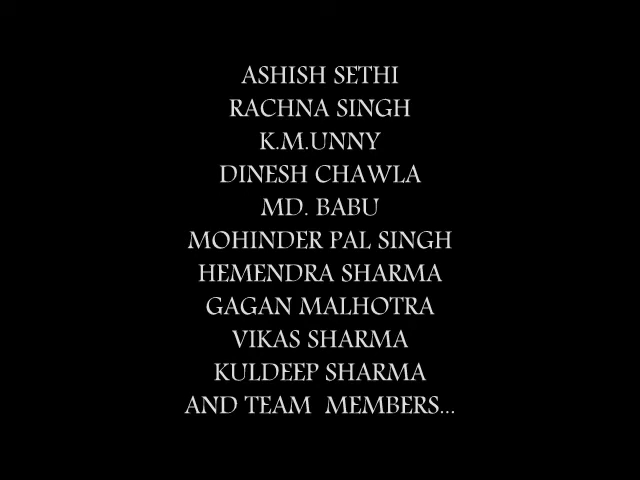 ASHISH SETHI
RACHNA SINGH
K.M.UNNY
DINESH CHAWLA
MD. BABU
MOHINDER PAL SINGH
HEMENDRA SHARMA
GAGAN MALHOTRA
VIKAS SHARMA
KULDEEP SHARMA
AND TEAM  MEMBERS...